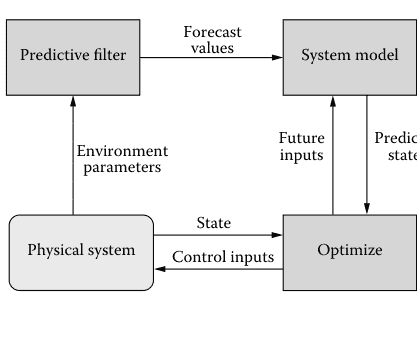 Forecast
values
Predictive filter
System model
Environment
parameters
Future
inputs
State
Physical system
Optimize
Control inputs